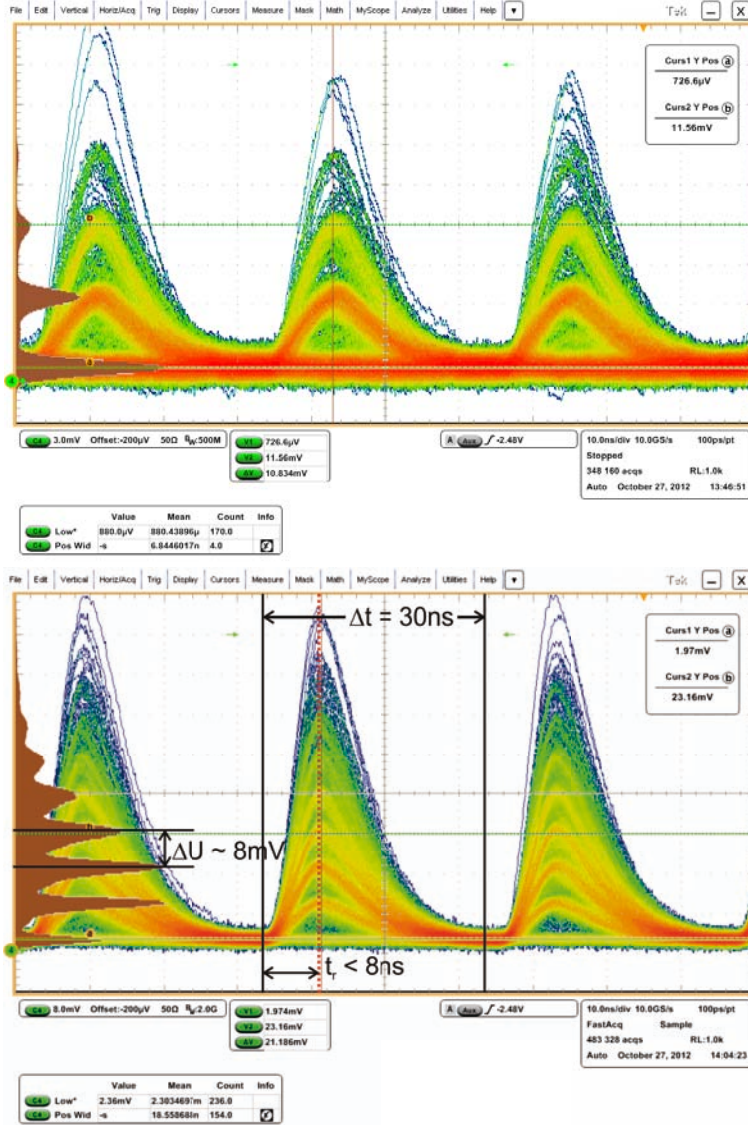 File Edit Vertical Horiz/Acq Trig Display Cursors Measure Mask Math MyScope Analyze Utilities Help Tek X
Curs1 Y Pos a
726.6µV
Curs2 Y Pos b
11.56mV
C4 3.0mV Offset:-200µV 50Ω BW:500M
V1 726.6µV
V2 11.56mV
ΔV 10.834mV
A Aux -2.48V
10.0ns/div 10.0GS/s 100ps/pt
Stopped
348 160 acqs RL:1.0k
Auto October 27, 2012 13:46:51
Value Mean Count Info
C4 Low* 880.0µV 880.43896µ 170.0
C4 Pos Wid -s 6.8446017n 4.0
File Edit Vertical Horiz/Acq Trig Display Cursors Measure Mask Math MyScope Analyze Utilities Help Tek X
Δt = 30ns
Curs1 Y Pos a
1.97mV
Curs2 Y Pos b
23.16mV
ΔU ~ 8mV
tr < 8ns
C4 8.0mV Offset:-200µV 50Ω BW:2.0G
V1 1.974mV
V2 23.16mV
ΔV 21.186mV
A Aux -2.48V
10.0ns/div 10.0GS/s 100ps/pt
FastAcq Sample
483 328 acqs RL:1.0k
Auto October 27, 2012 14:04:23
Value Mean Count Info
C4 Low* 2.36mV 2.3034697m 236.0
C4 Pos Wid -s 18.55868n 154.0